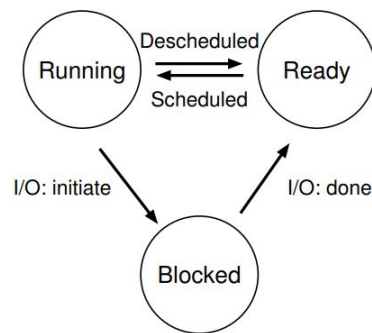 Descheduled
Running
Ready
Scheduled
I/O: initiate
I/O: done
Blocked